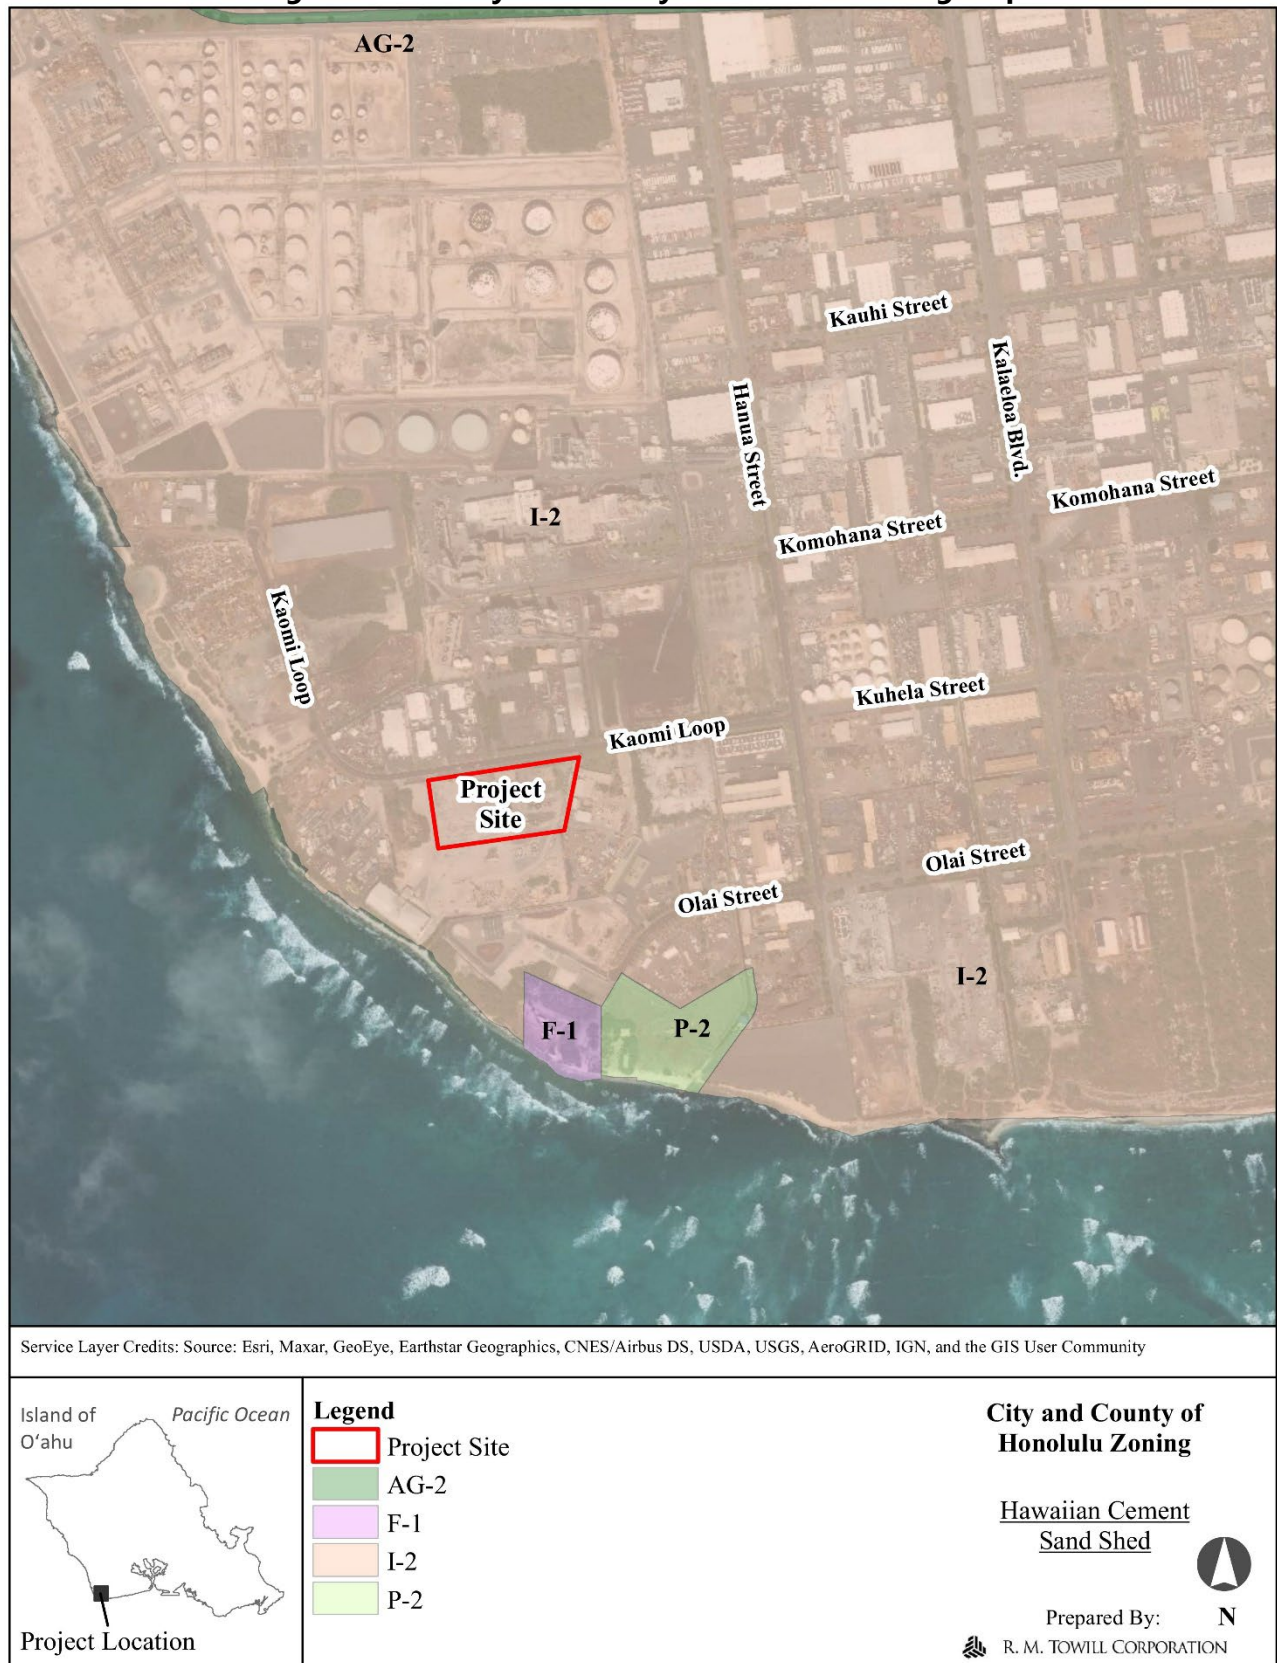 AG-2
Kauhi Street
Kalaeloa Blvd.
Hanua Street
Komohana Street
I-2
Komohana Street
Kaomi Loop
Kuhela Street
Kaomi Loop
Project
Site
Olai Street
Olai Street
I-2
F-1
P-2
Service Layer Credits: Source: Esri, Maxar, GeoEye, Earthstar Geographics, CNES/Airbus DS, USDA, USGS, AeroGRID, IGN, and the GIS User Community
Island of
Oʻahu
Pacific Ocean
Project Location
Legend
Project Site
AG-2
F-1
I-2
P-2
City and County of
Honolulu Zoning
Hawaiian Cement
Sand Shed
N
Prepared By:
R. M. TOWILL CORPORATION